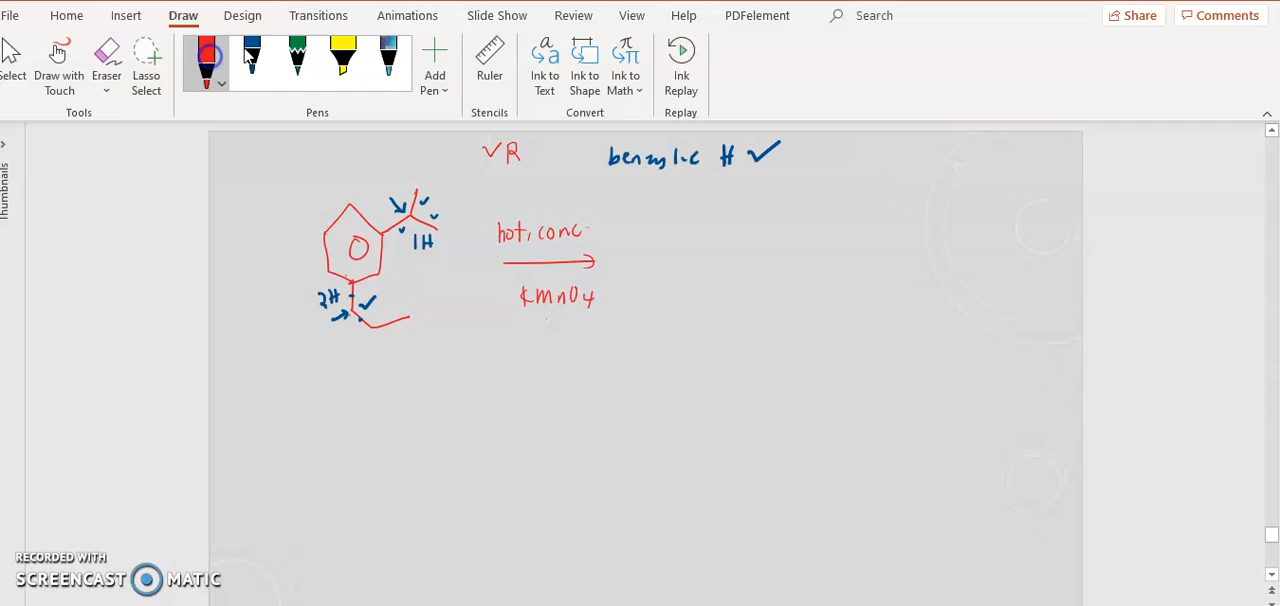 File Home Insert Draw Design Transitions Animations Slide Show Review View Help PDFelement Search Share Comments
Select Draw with Touch Eraser Lasso Select Add Pen Ruler Ink to Text Ink to Shape Ink to Math Ink Replay
Tools Pens Stencils Convert Replay
Thumbnails
R benzylic H
1H
hot, conc.
2H
KMnO4
RECORDED WITH
SCREENCAST MATIC